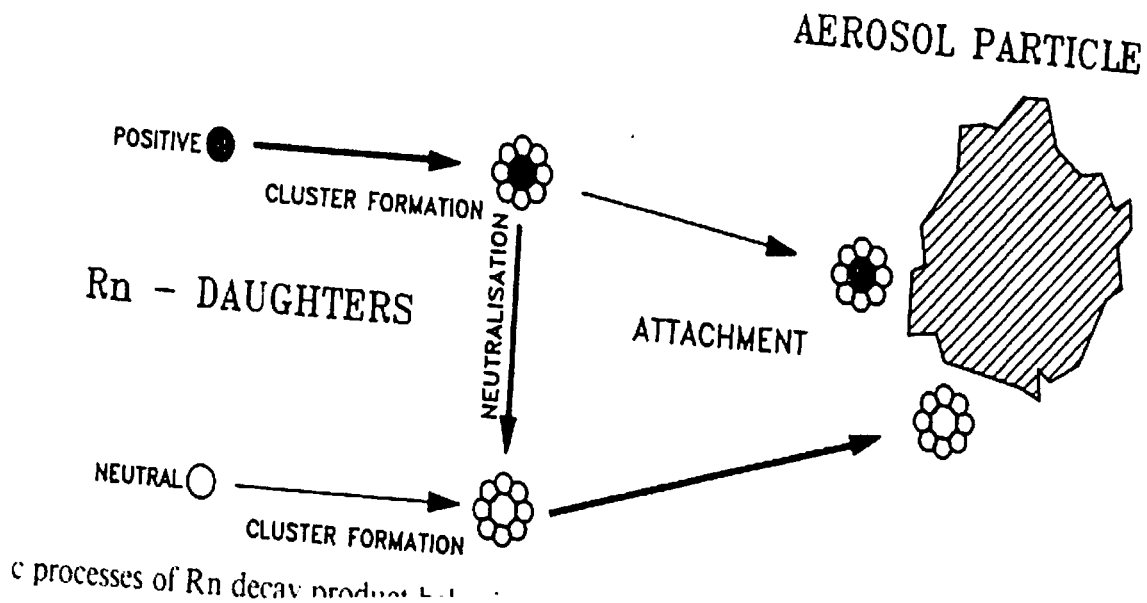 AEROSOL PARTICLE
POSITIVE
CLUSTER FORMATION
NEUTRALISATION
Rn - DAUGHTERS
ATTACHMENT
NEUTRAL
CLUSTER FORMATION
c processes of Rn decay product